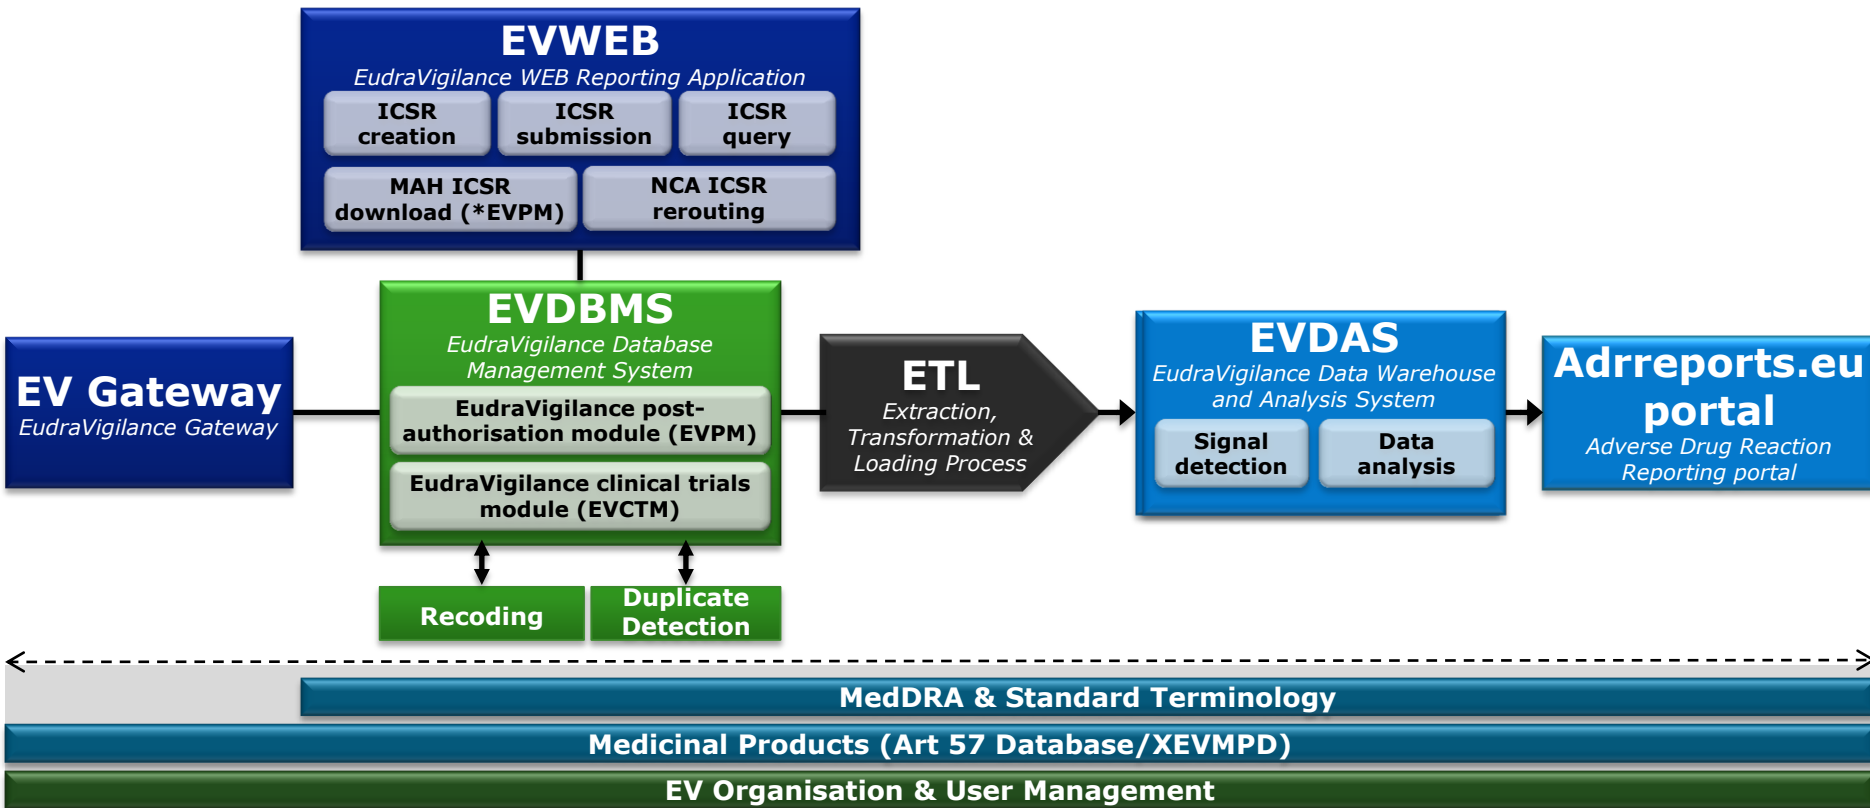 EVWEB
EudraVigilance WEB Reporting Application
ICSR
creation
ICSR
submission
ICSR
query
MAH ICSR
download (*EVPM)
NCA ICSR
rerouting
EV Gateway
EudraVigilance Gateway
EVDBMS
EudraVigilance Database
Management System
EudraVigilance post-
authorisation module (EVPM)
EudraVigilance clinical trials
module (EVCTM)
Recoding
Duplicate
Detection
ETL
Extraction,
Transformation &
Loading Process
EVDAS
EudraVigilance Data Warehouse
and Analysis System
Signal
detection
Data
analysis
Adrreports.eu
portal
Adverse Drug Reaction
Reporting portal
MedDRA & Standard Terminology
Medicinal Products (Art 57 Database/XEVMPD)
EV Organisation & User Management